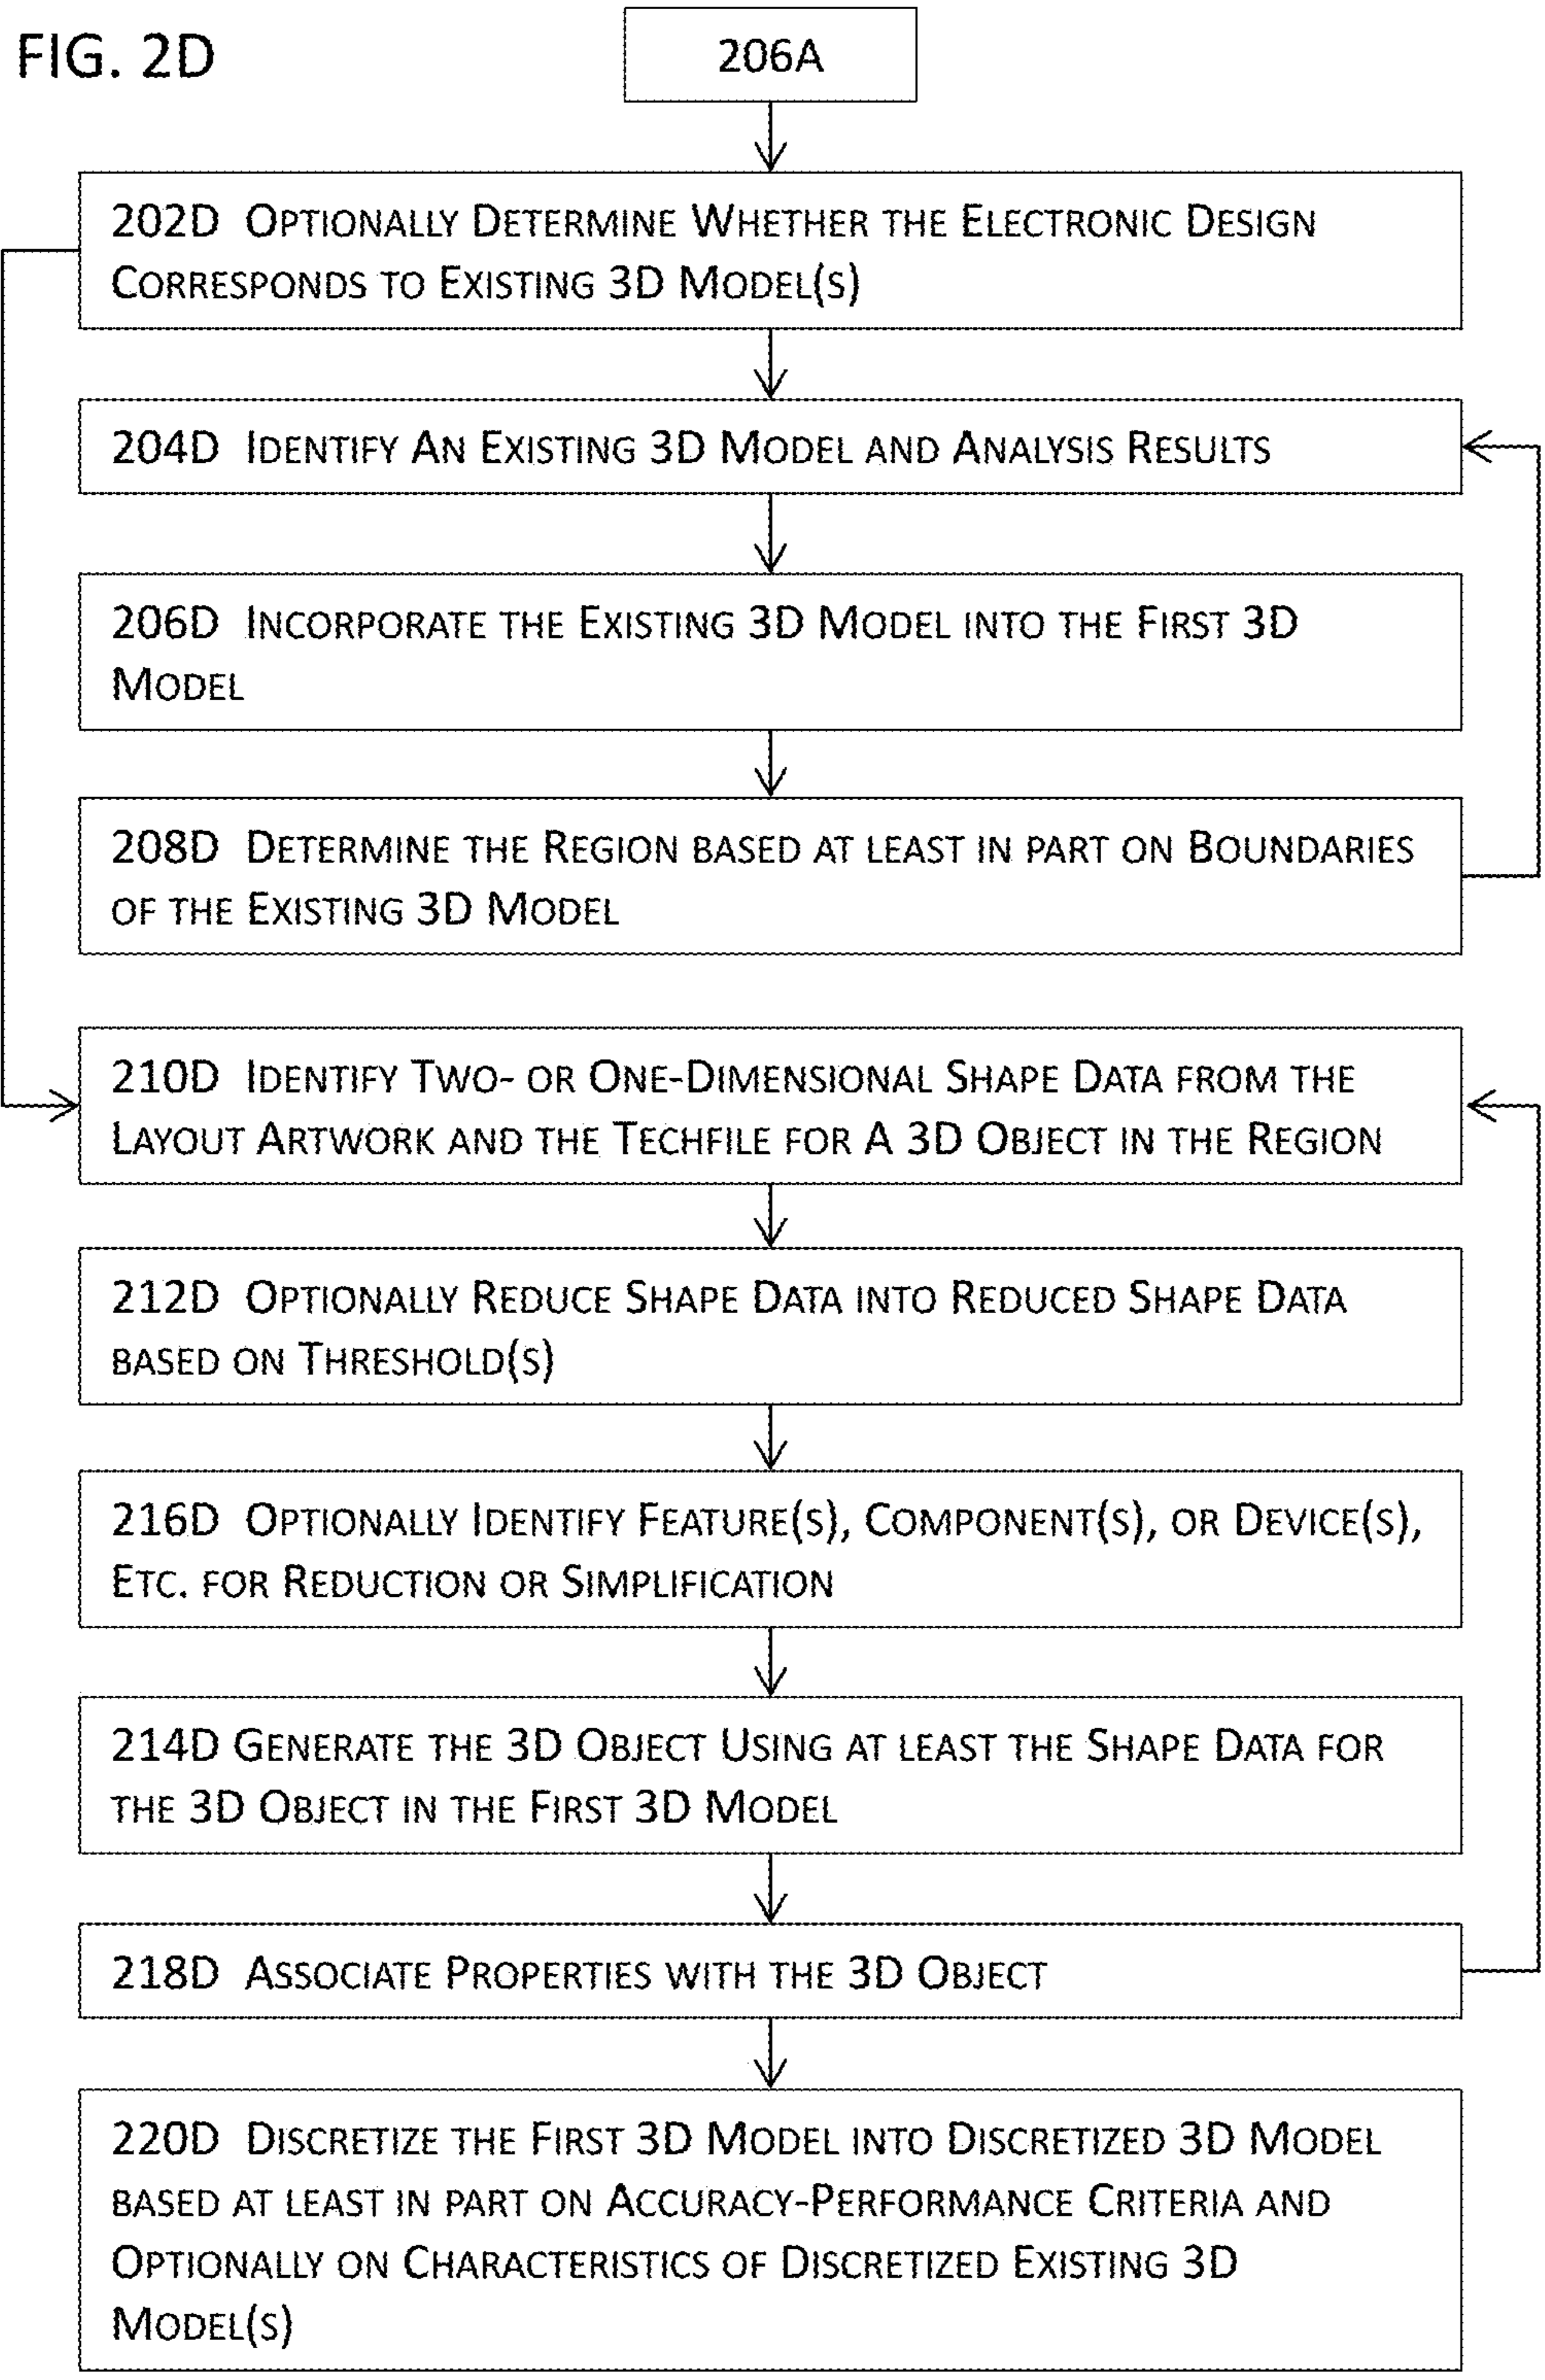 FIG. 2D
206A
202D Optionally Determine Whether the Electronic Design
Corresponds to Existing 3D Model(s)
204D Identify An Existing 3D Model and Analysis Results
206D Incorporate the Existing 3D Model into the First 3D
Model
208D Determine the Region based at least in part on Boundaries
of the Existing 3D Model
210D Identify Two- or One-Dimensional Shape Data from the
Layout Artwork and the Techfile for A 3D Object in the Region
212D Optionally Reduce Shape Data into Reduced Shape Data
based on Threshold(s)
216D Optionally Identify Feature(s), Component(s), or Device(s),
Etc. for Reduction or Simplification
214D Generate the 3D Object Using at least the Shape Data for
the 3D Object in the First 3D Model
218D Associate Properties with the 3D Object
220D Discretize the First 3D Model into Discretized 3D Model
based at least in part on Accuracy-Performance Criteria and
Optionally on Characteristics of Discretized Existing 3D
Model(s)